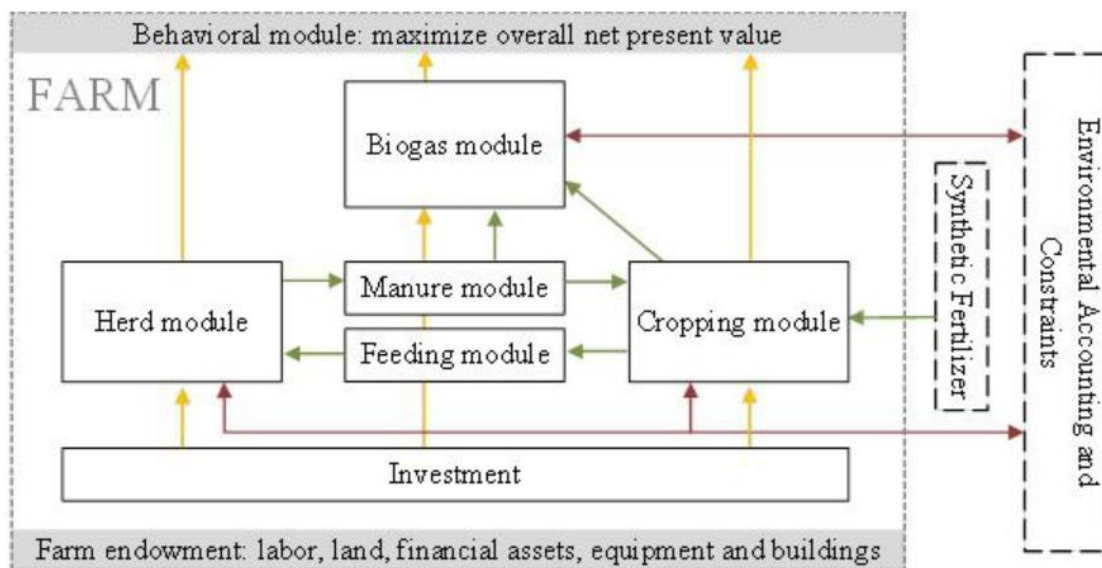 Behavioral module: maximize overall net present value
FARM
Biogas module
Herd module
Manure module
Feeding module
Cropping module
Investment
Farm endowment: labor, land, financial assets, equipment and buildings
Synthetic Fertilizer
Environmental Accounting and
Constraints